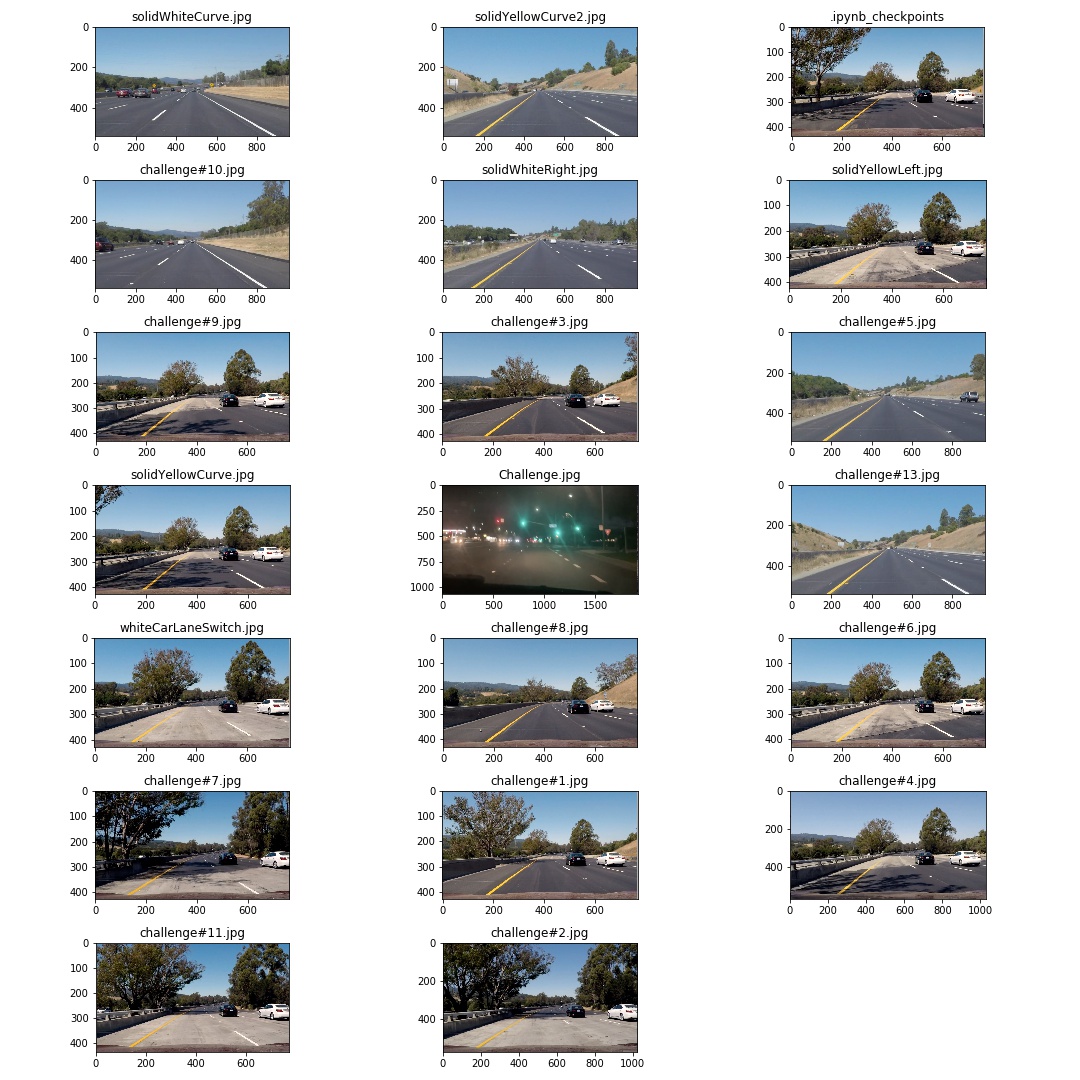 solidWhiteCurve.jpg solidYellowCurve2.jpg .ipynb_checkpoints
0 0 0
200 200 100
400 400 200
300
400
0 200 400 600 800 0 200 400 600 800 0 200 400 600
challenge#10.jpg solidWhiteRight.jpg solidYellowLeft.jpg
0 0 0
200 200 100
400 400 200
300
400
0 200 400 600 800 0 200 400 600 800 0 200 400 600
challenge#9.jpg challenge#3.jpg challenge#5.jpg
0 0 0
100 100 200
200 200 400
300 300
400 400
0 200 400 600 0 200 400 600 0 200 400 600 800
solidYellowCurve.jpg Challenge.jpg challenge#13.jpg
0 0 0
100 250 200
200 500 400
300 750
400 1000
0 200 400 600 0 500 1000 1500 0 200 400 600 800
whiteCarLaneSwitch.jpg challenge#8.jpg challenge#6.jpg
0 0 0
100 100 100
200 200 200
300 300 300
400 400 400
0 200 400 600 0 200 400 600 0 200 400 600
challenge#7.jpg challenge#1.jpg challenge#4.jpg
0 0 0
100 100 200
200 200 400
300 300
400 400
0 200 400 600 0 200 400 600 0 200 400 600 800 1000
challenge#11.jpg challenge#2.jpg
0 0
100 200
200 400
300
400
0 200 400 600 0 200 400 600 800 1000